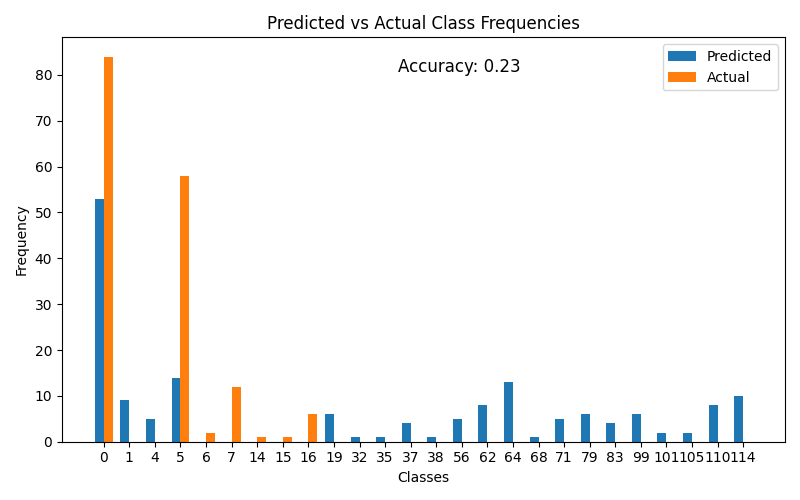 Predicted vs Actual Class Frequencies
Accuracy: 0.23
Predicted
Actual
Frequency
80
70
60
50
40
30
20
10
0
0 1 4 5 6 7 14 15 16 19 32 35 37 38 56 62 64 68 71 79 83 99 101 105 110 114
Classes